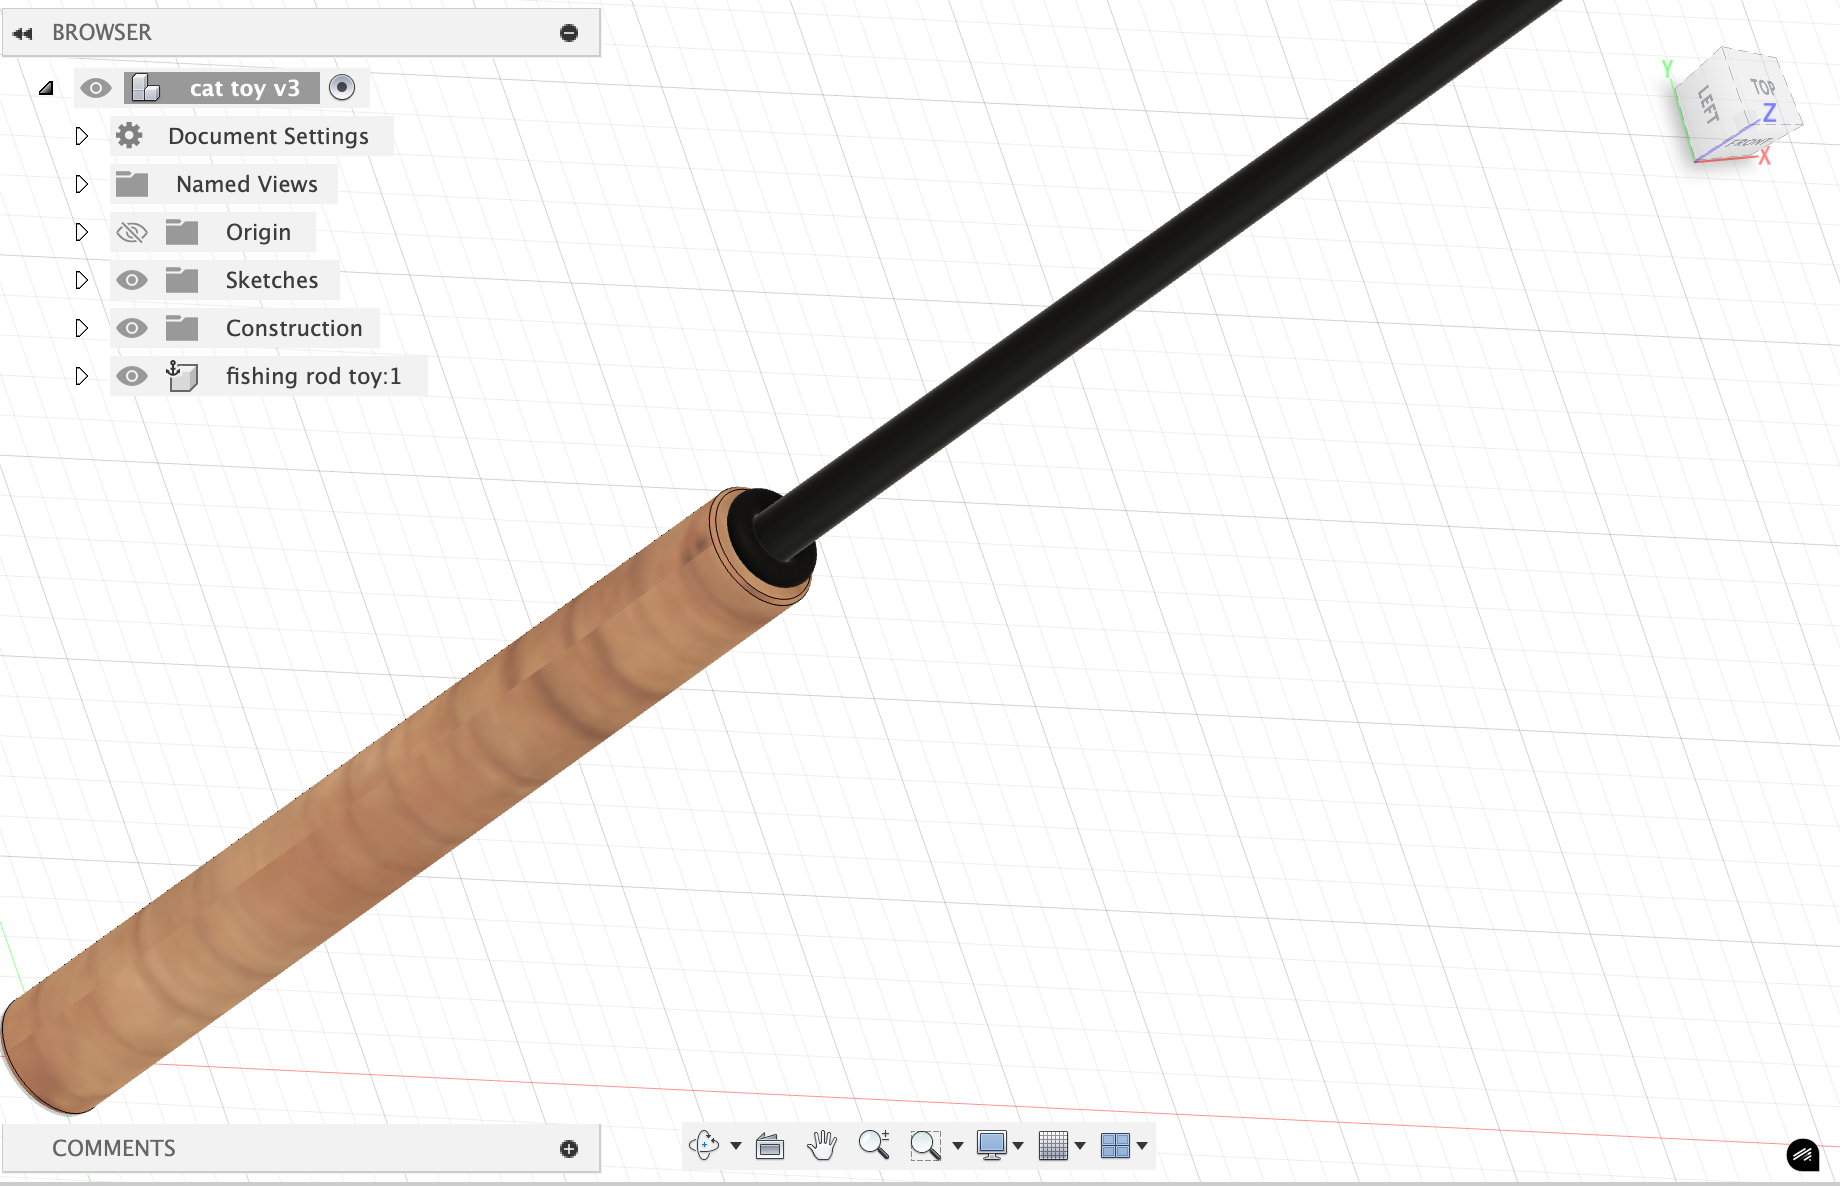 BROWSER
cat toy v3
Document Settings
Named Views
Origin
Sketches
Construction
fishing rod toy:1
Y
LEFT
TOP
Z
FRONT
X
COMMENTS